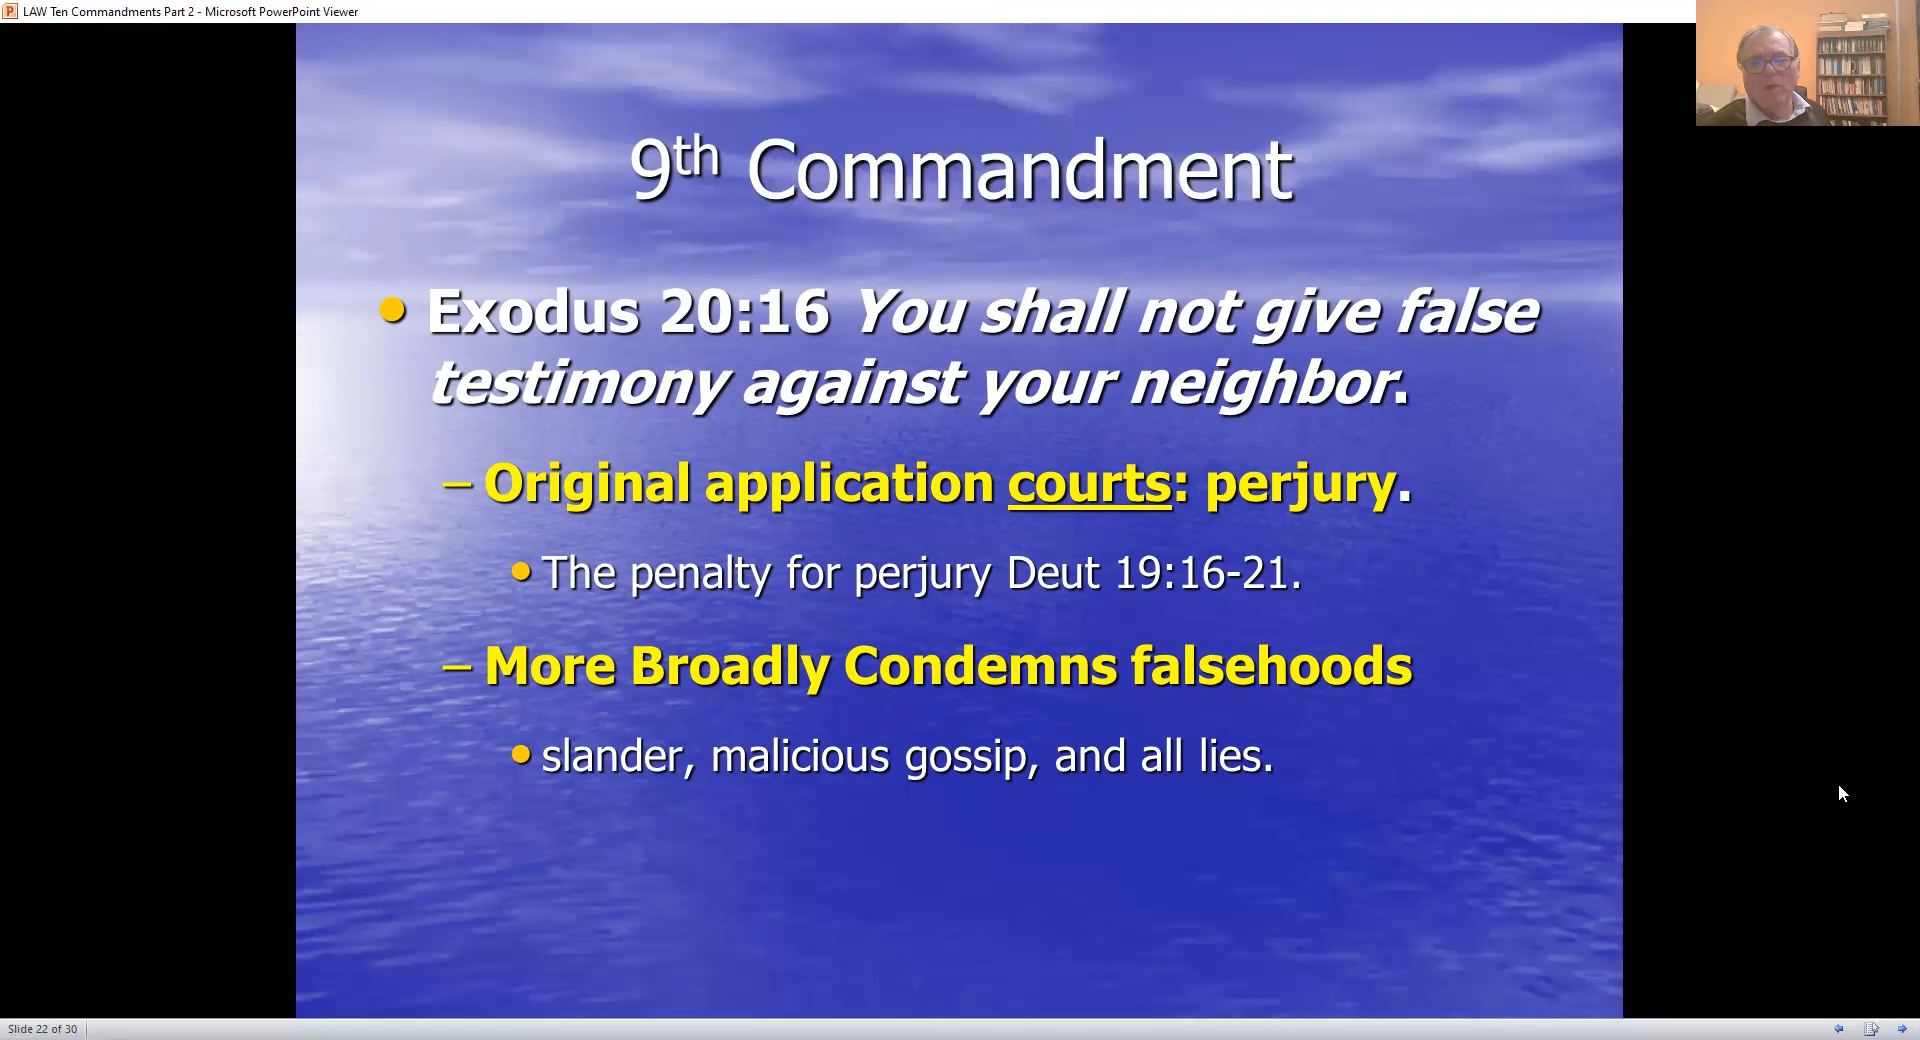 LAW Ten Commandments Part 2 - Microsoft PowerPoint Viewer
9th Commandment
• Exodus 20:16 You shall not give false
testimony against your neighbor.
– Original application courts: perjury.
• The penalty for perjury Deut 19:16-21.
– More Broadly Condemns falsehoods
• slander, malicious gossip, and all lies.
Slide 22 of 30